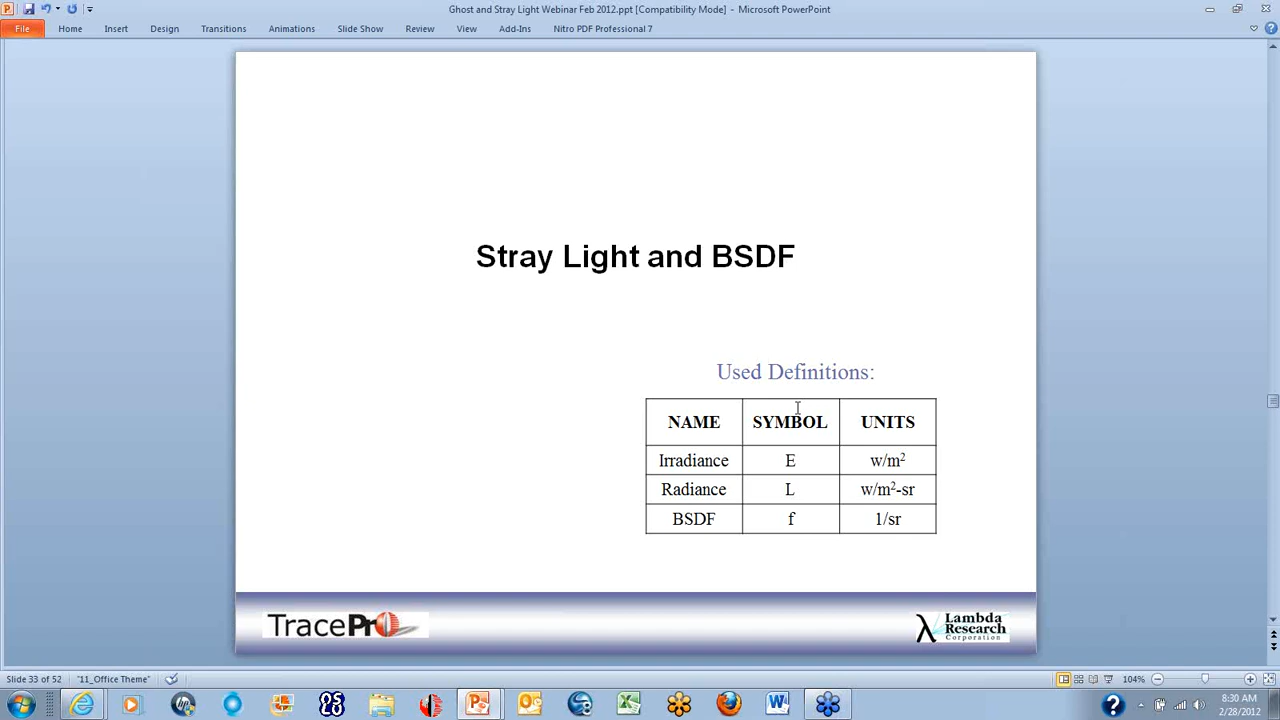 Ghost and Stray Light Webinar Feb 2012.ppt [Compatibility Mode] - Microsoft PowerPoint
File Home Insert Design Transitions Animations Slide Show Review View Add-Ins Nitro PDF Professional 7
Stray Light and BSDF
Used Definitions:
NAME SYMBOL UNITS
Irradiance E w/m²
Radiance L w/m²-sr
BSDF f 1/sr
TracePro
Lambda
Research
Corporation
Slide 33 of 52 "11_Office Theme" 104%
8:30 AM
2/28/2012